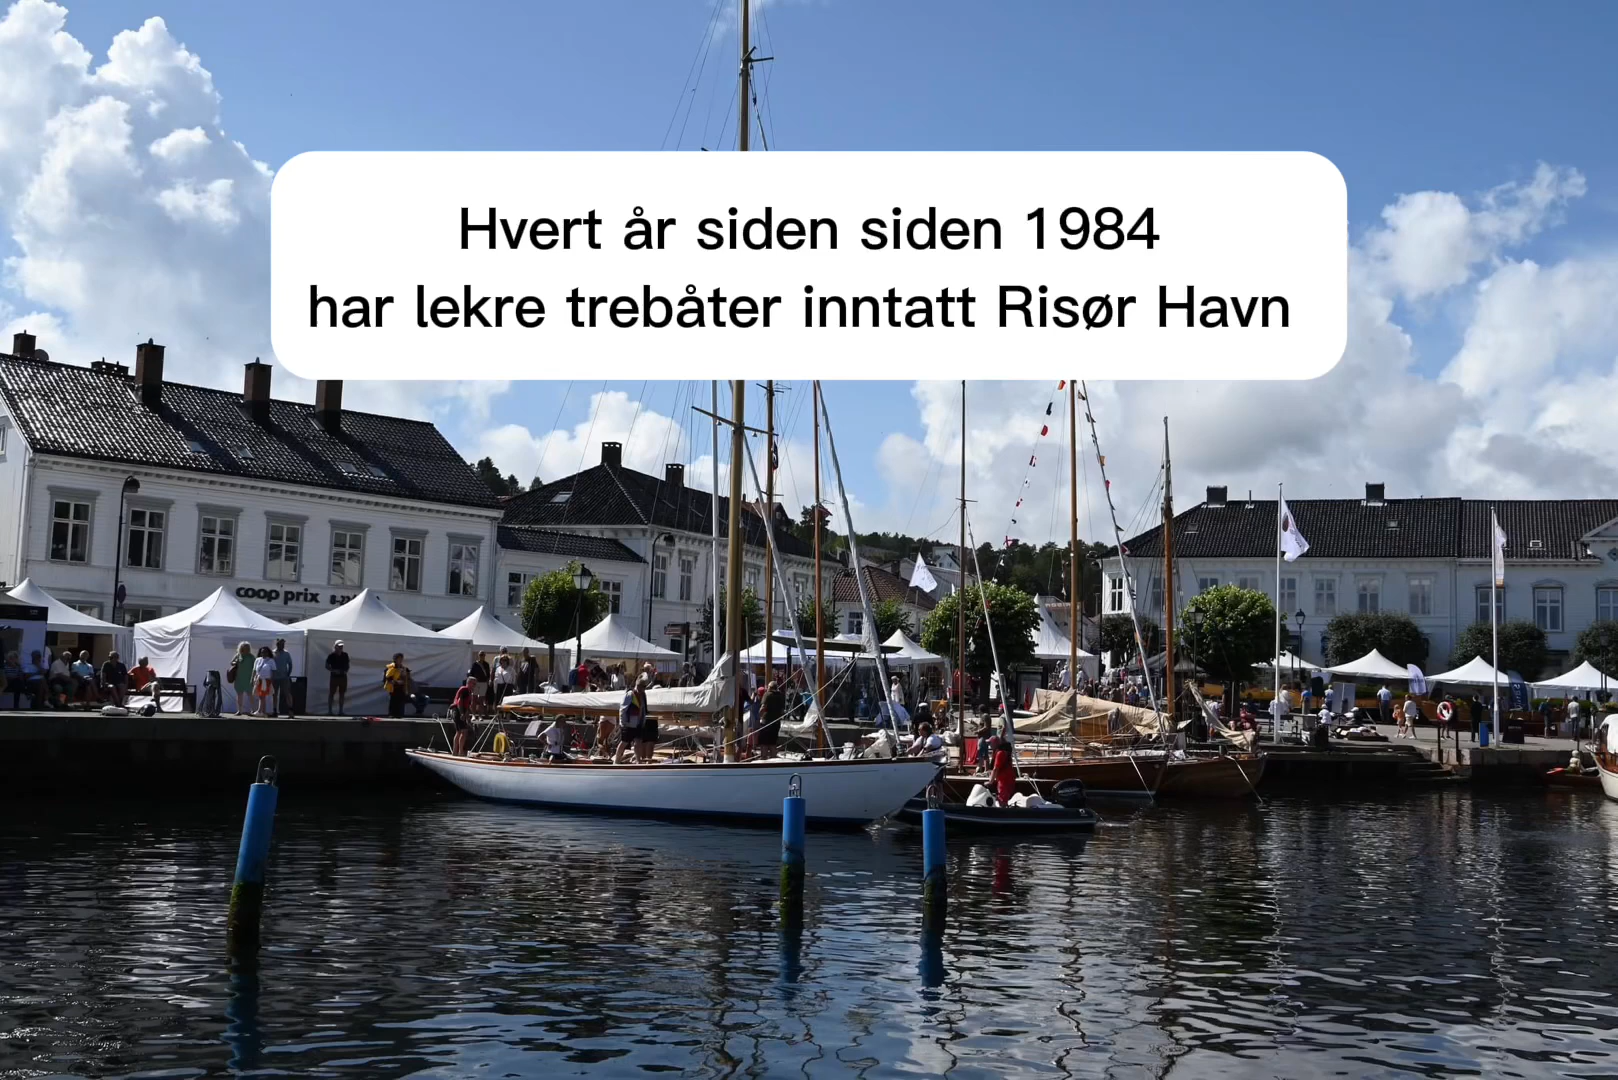 Hvert år siden siden 1984
har lekre trebåter inntatt Risør Havn
coop prix